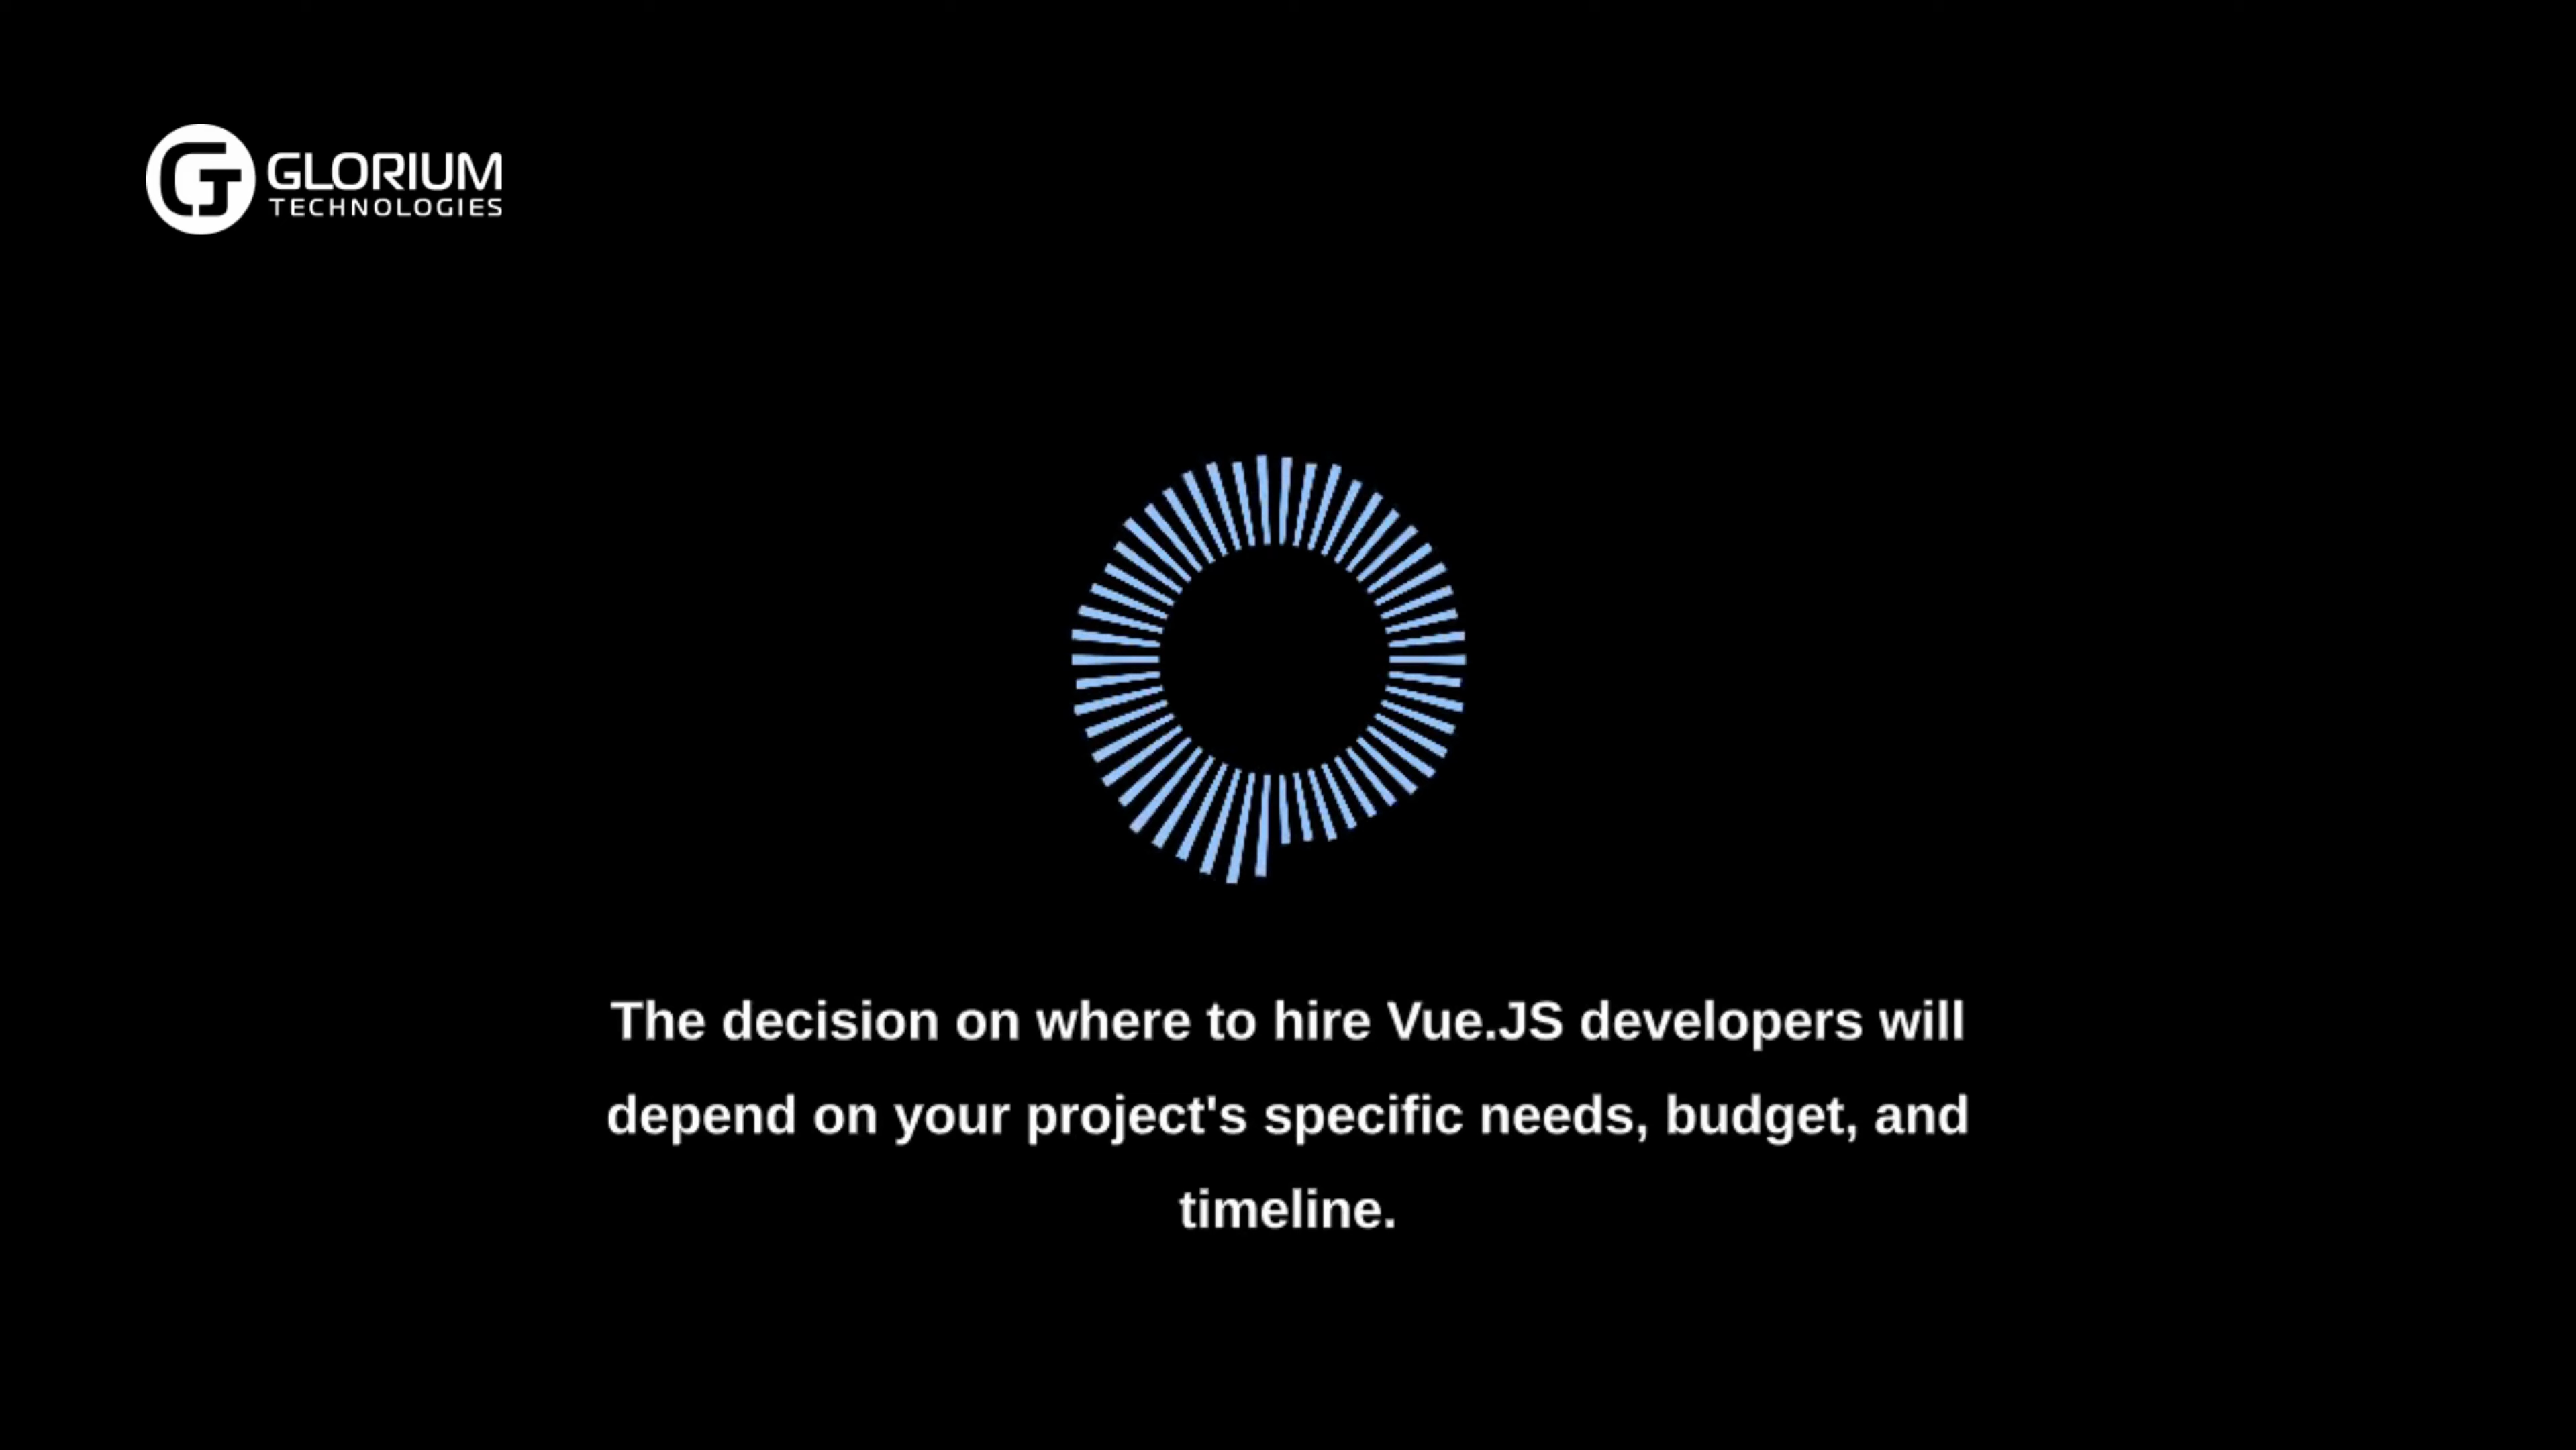 GLORIUM
TECHNOLOGIES
The decision on where to hire Vue.JS developers will
depend on your project's specific needs, budget, and
timeline.